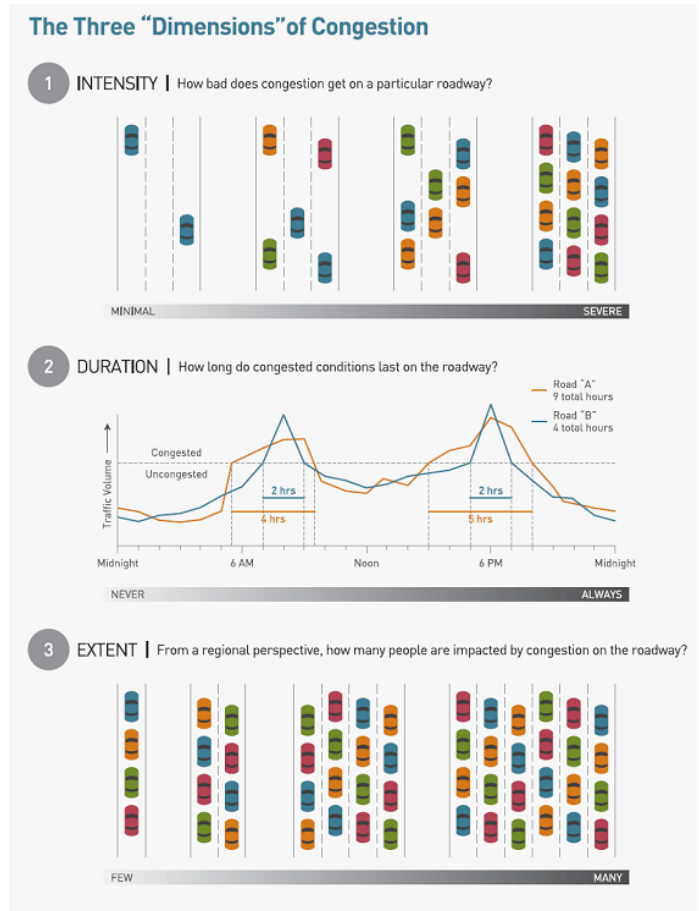 The Three “Dimensions”of Congestion
1 INTENSITY | How bad does congestion get on a particular roadway?
MINIMAL SEVERE
2 DURATION | How long do congested conditions last on the roadway?
Road "A"
9 total hours
Road "B"
4 total hours
Traffic Volume
Congested
Uncongested
2 hrs 2 hrs
4 hrs 5 hrs
Midnight 6 AM Noon 6 PM Midnight
NEVER ALWAYS
3 EXTENT | From a regional perspective, how many people are impacted by congestion on the roadway?
FEW MANY